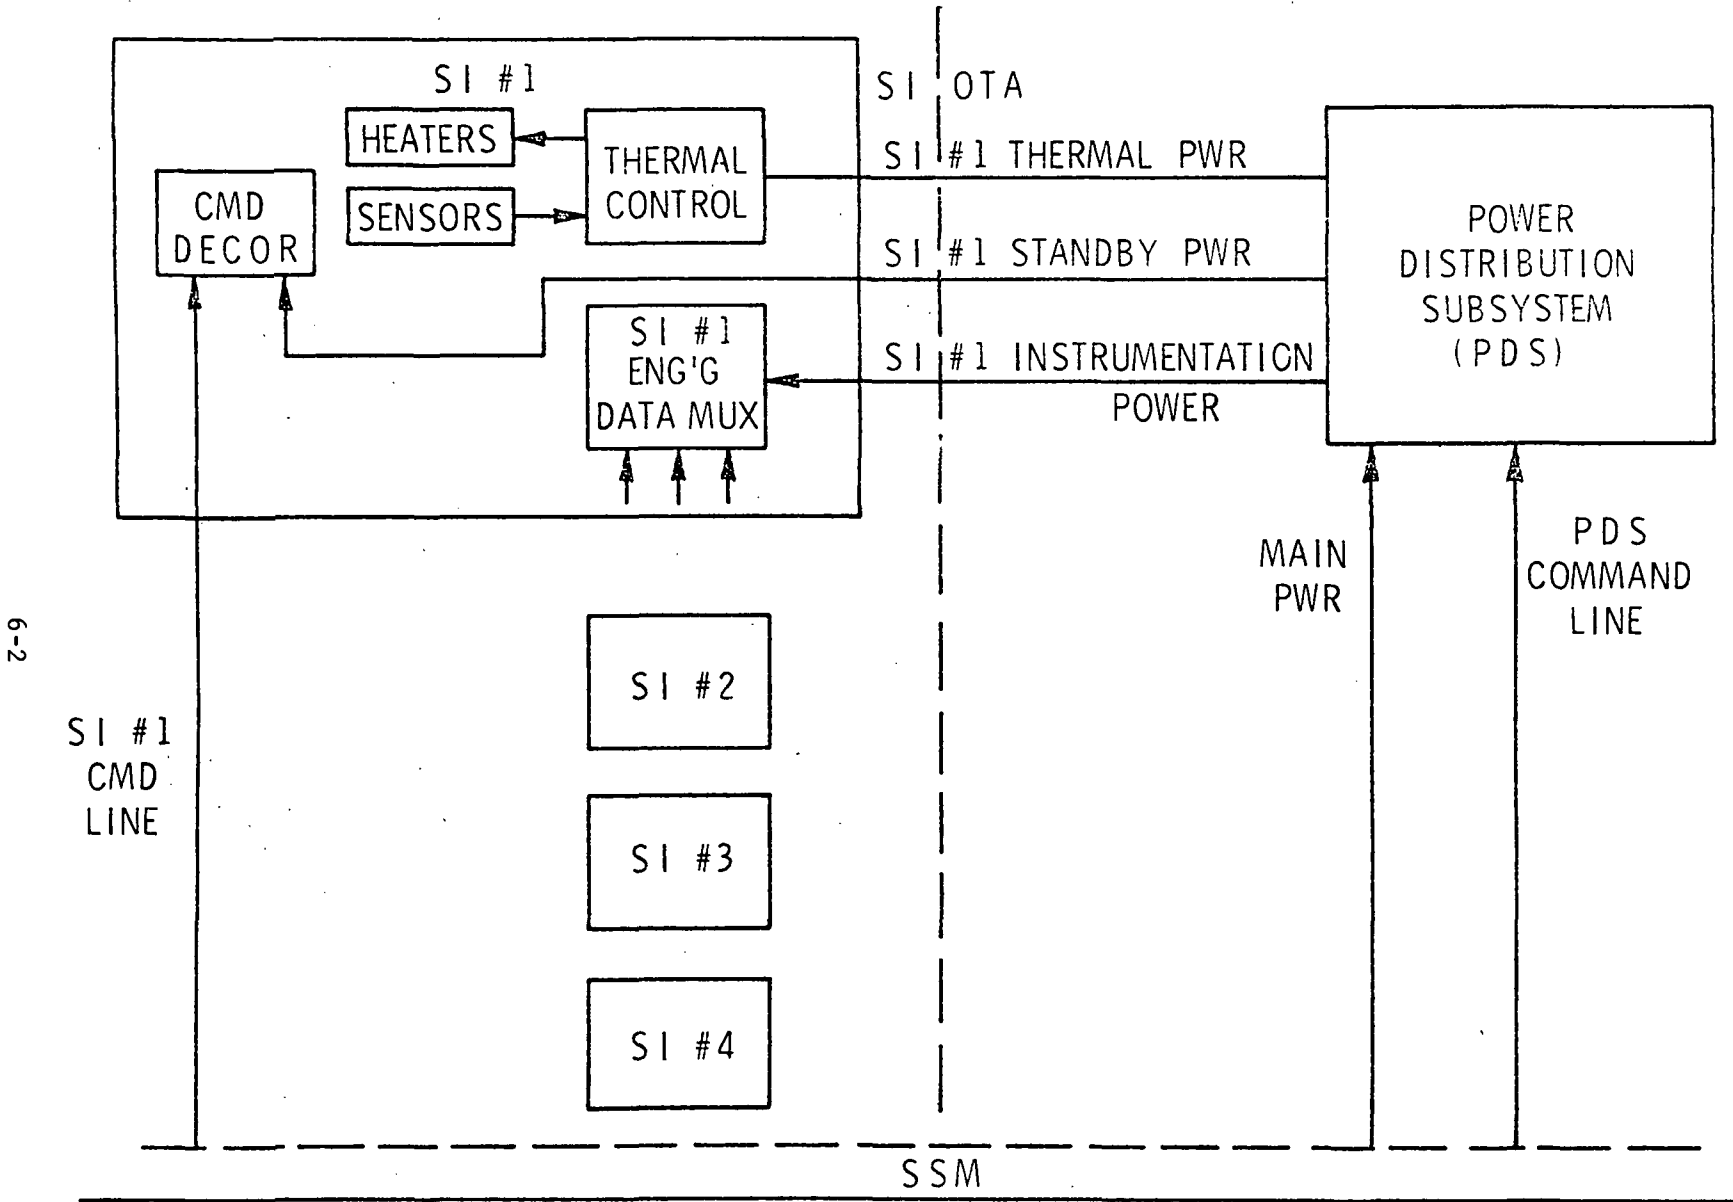 SI #1
HEATERS
SENSORS
THERMAL
CONTROL
CMD
DECOR
SI #1
ENG'G
DATA MUX
SI OTA
SI #1 THERMAL PWR
SI #1 STANDBY PWR
SI #1 INSTRUMENTATION
POWER
POWER
DISTRIBUTION
SUBSYSTEM
(PDS)
MAIN
PWR
PDS
COMMAND
LINE
SI #2
SI #3
SI #4
SI #1
CMD
LINE
SSM
6-2